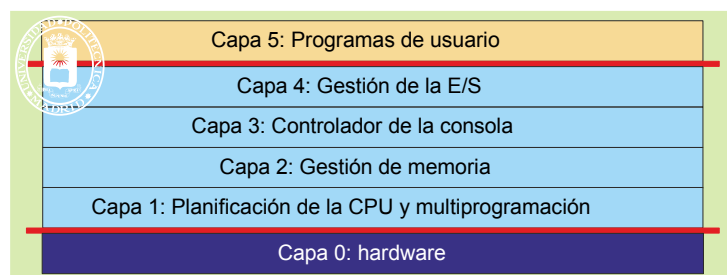 Capa 5: Programas de usuario
Capa 4: Gestión de la E/S
Capa 3: Controlador de la consola
Capa 2: Gestión de memoria
Capa 1: Planificación de la CPU y multiprogramación
Capa 0: hardware